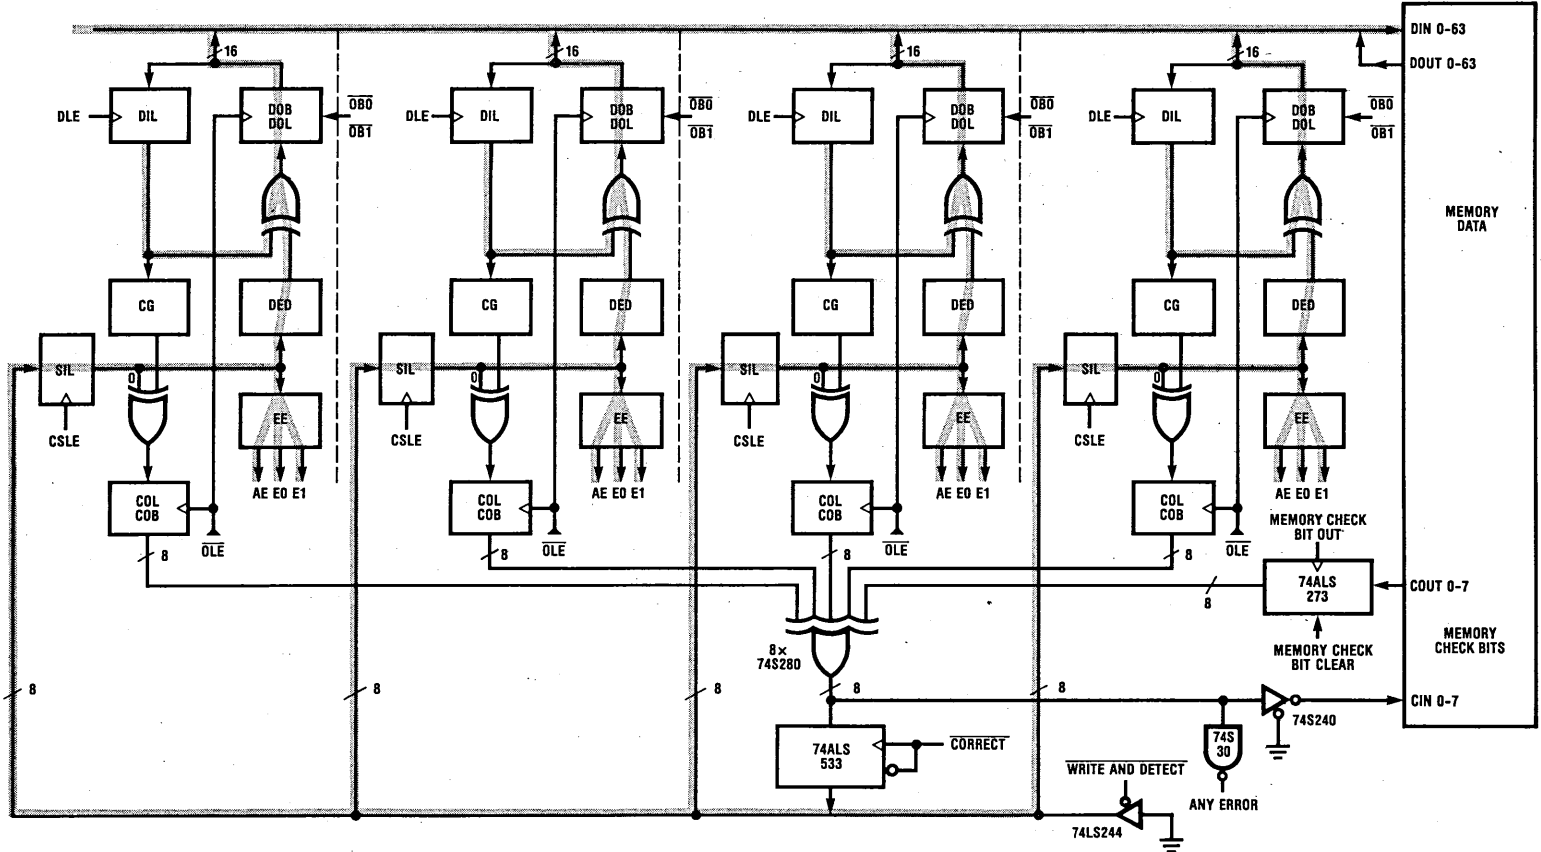 DIN 0-63
16
16
16
16
DOUT 0-63
DLE
DIL
DOB
DOL
OB0
OB1
DLE
DIL
DOB
DOL
OB0
OB1
DLE
DIL
DOB
DOL
OB0
OB1
DLE
DIL
DOB
DOL
OB0
OB1
MEMORY
DATA
CG
DED
CG
DED
CG
DED
CG
DED
SIL
0
SIL
0
SIL
0
SIL
0
EE
EE
EE
EE
CSLE
CSLE
CSLE
CSLE
AE E0 E1
AE E0 E1
AE E0 E1
AE E0 E1
COL
COB
COL
COB
COL
COB
COL
COB
OLE
OLE
OLE
OLE
MEMORY CHECK
BIT OUT
8
8
8
8
74ALS
273
COUT 0-7
8
MEMORY CHECK
BIT CLEAR
MEMORY
CHECK BITS
8×
74S280
8
8
8
8
8
CIN 0-7
74S240
74S
30
74ALS
533
CORRECT
WRITE AND DETECT
ANY ERROR
74LS244